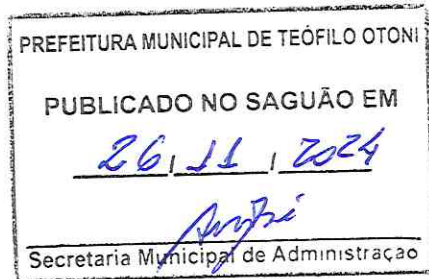 PREFEITURA MUNICIPAL DE TEÓFILO OTONI
PUBLICADO NO SAGUÃO EM
26, 11, 2024
Secretaria Municipal de Administração